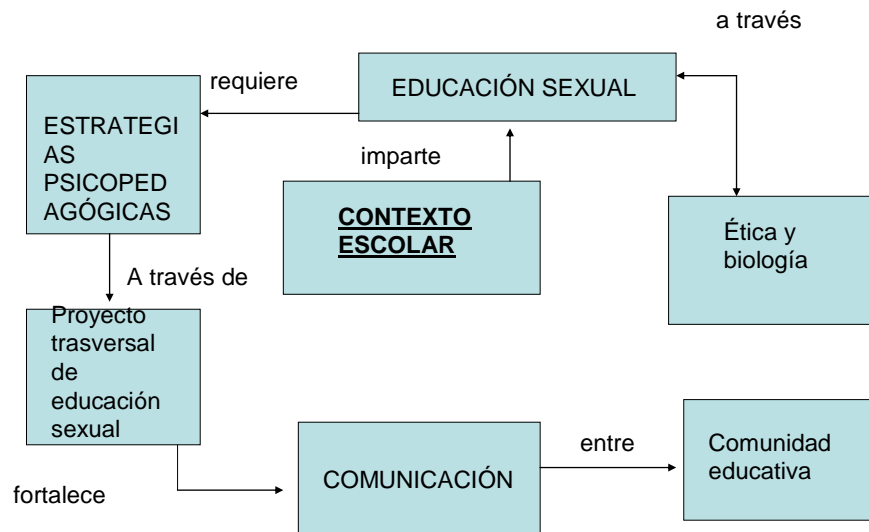 a través
requiere
EDUCACIÓN SEXUAL
ESTRATEGI
AS
PSICOPED
AGÓGICAS
imparte
CONTEXTO
ESCOLAR
Ética y
biología
A través de
Proyecto
trasversal
de
educación
sexual
fortalece
COMUNICACIÓN
entre
Comunidad
educativa